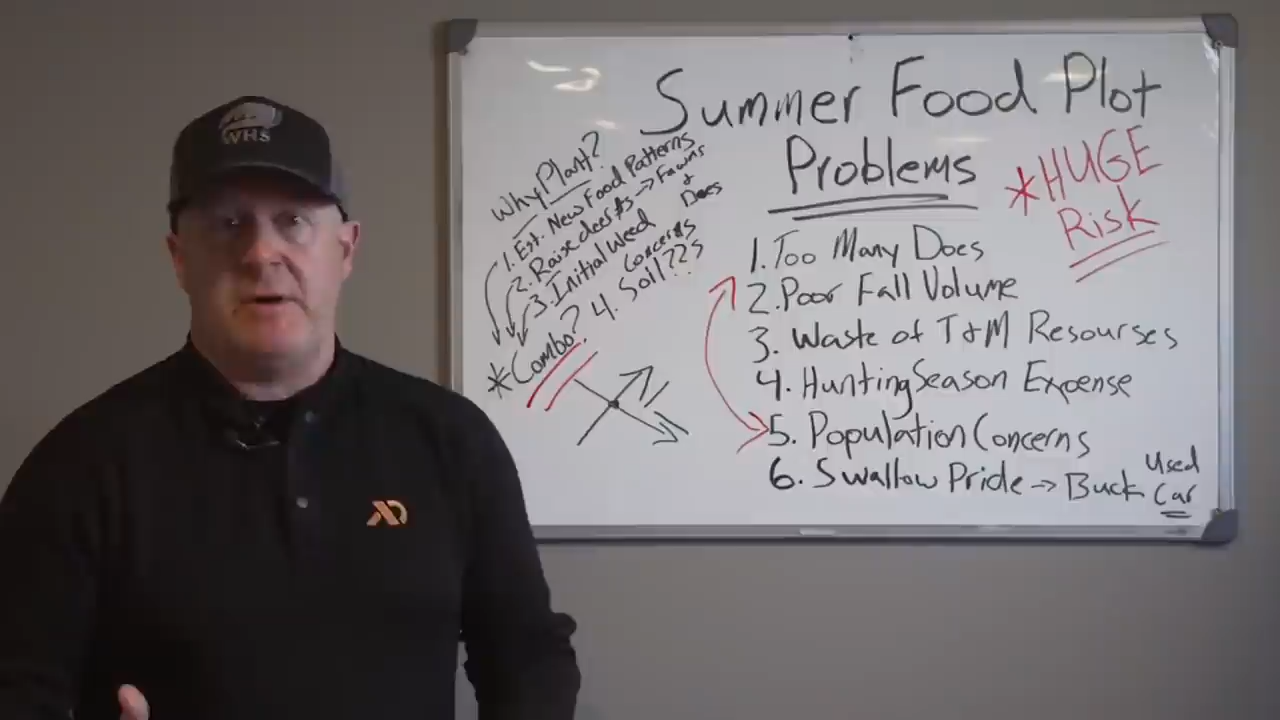 WHS
Summer Food Plot
Problems
*HUGE
Risk
Why Plant?
1. Est. New Food Patterns
2. Raise deer #s → Fawns
+
Does
3. Initial Weed
Concerns
4. Soil???
*Combo?
1. Too Many Does
2. Poor Fall Volume
3. Waste of T+M Resourses
4. Hunting Season Expense
5. Population Concerns
6. Swallow Pride → Buck Used
Car